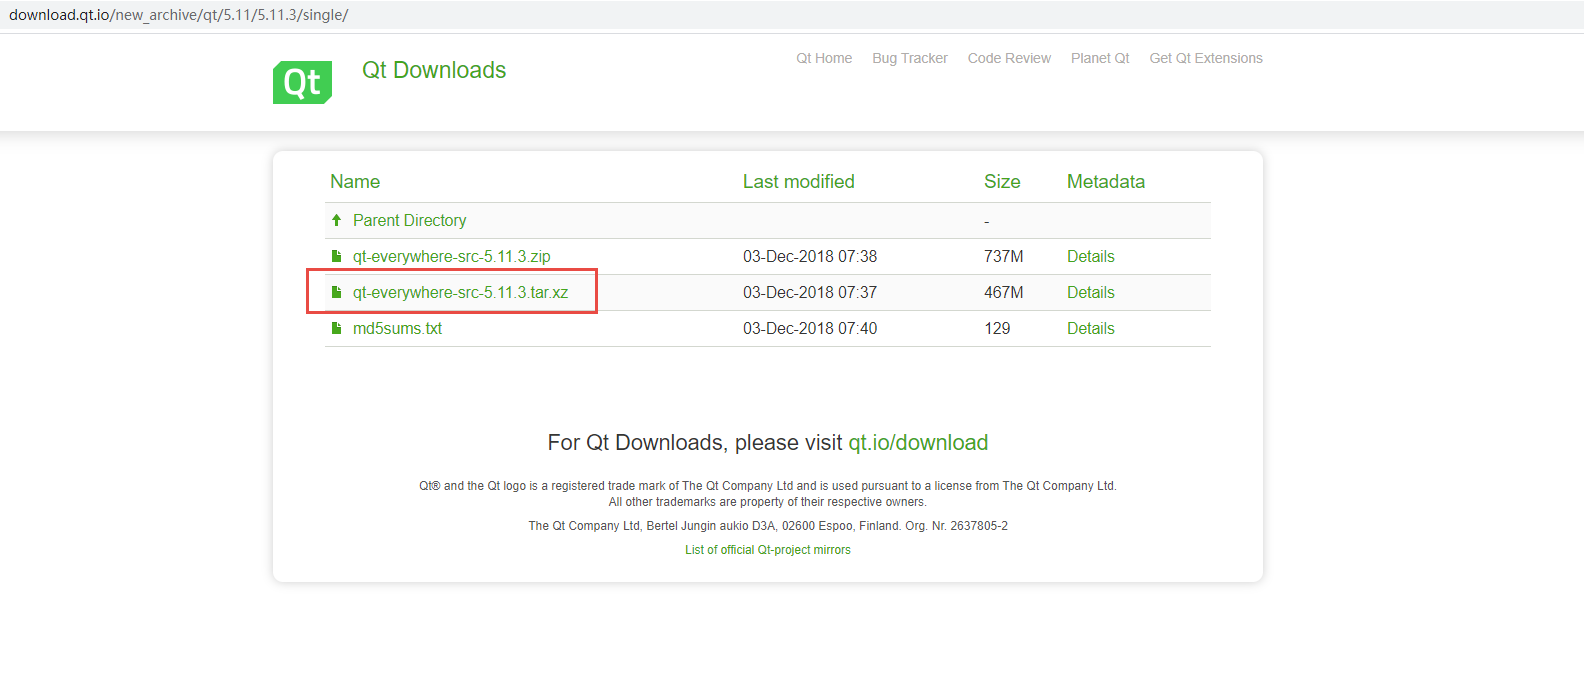 download.qt.io/new_archive/qt/5.11/5.11.3/single/
Qt
Qt Downloads
Qt Home Bug Tracker Code Review Planet Qt Get Qt Extensions
Name Last modified Size Metadata
Parent Directory -
qt-everywhere-src-5.11.3.zip 03-Dec-2018 07:38 737M Details
qt-everywhere-src-5.11.3.tar.xz 03-Dec-2018 07:37 467M Details
md5sums.txt 03-Dec-2018 07:40 129 Details
For Qt Downloads, please visit qt.io/download
Qt® and the Qt logo is a registered trade mark of The Qt Company Ltd and is used pursuant to a license from The Qt Company Ltd.
All other trademarks are property of their respective owners.
The Qt Company Ltd, Bertel Jungin aukio D3A, 02600 Espoo, Finland. Org. Nr. 2637805-2
List of official Qt-project mirrors